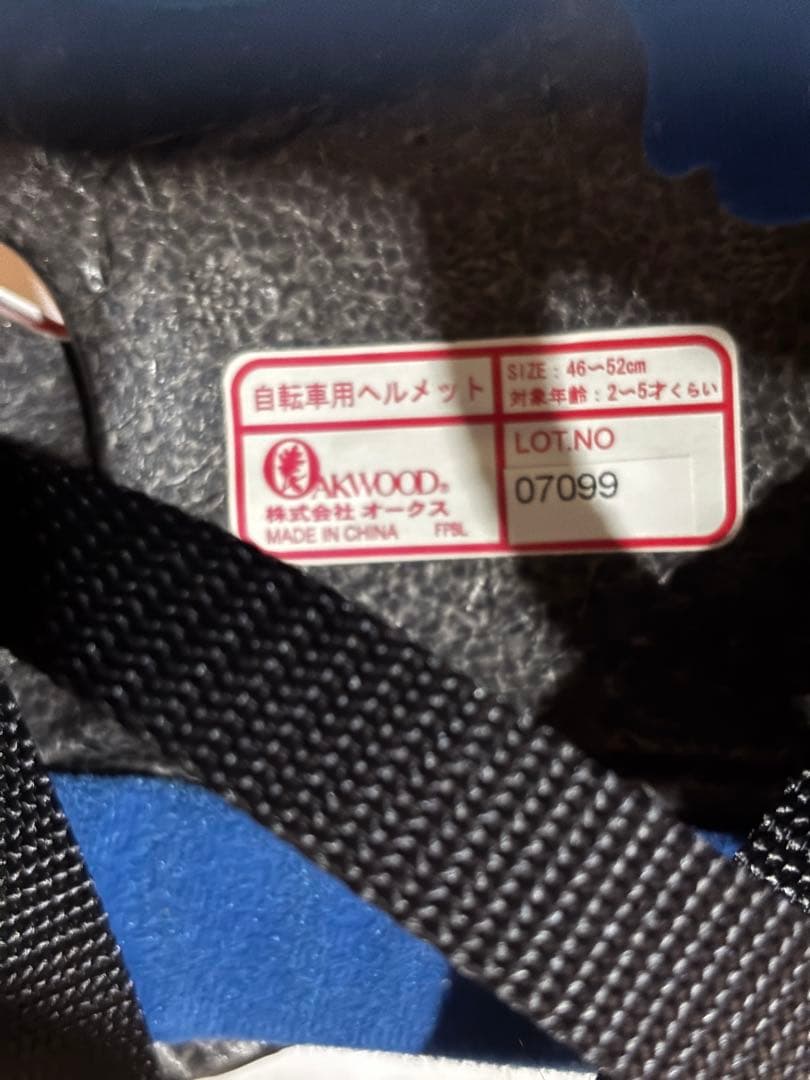 自転車用ヘルメット
SIZE : 46〜52cm
対象年齢 : 2〜5才くらい
OAKWOOD®
株式会社 オークス
MADE IN CHINA FPBL
LOT.NO
07099